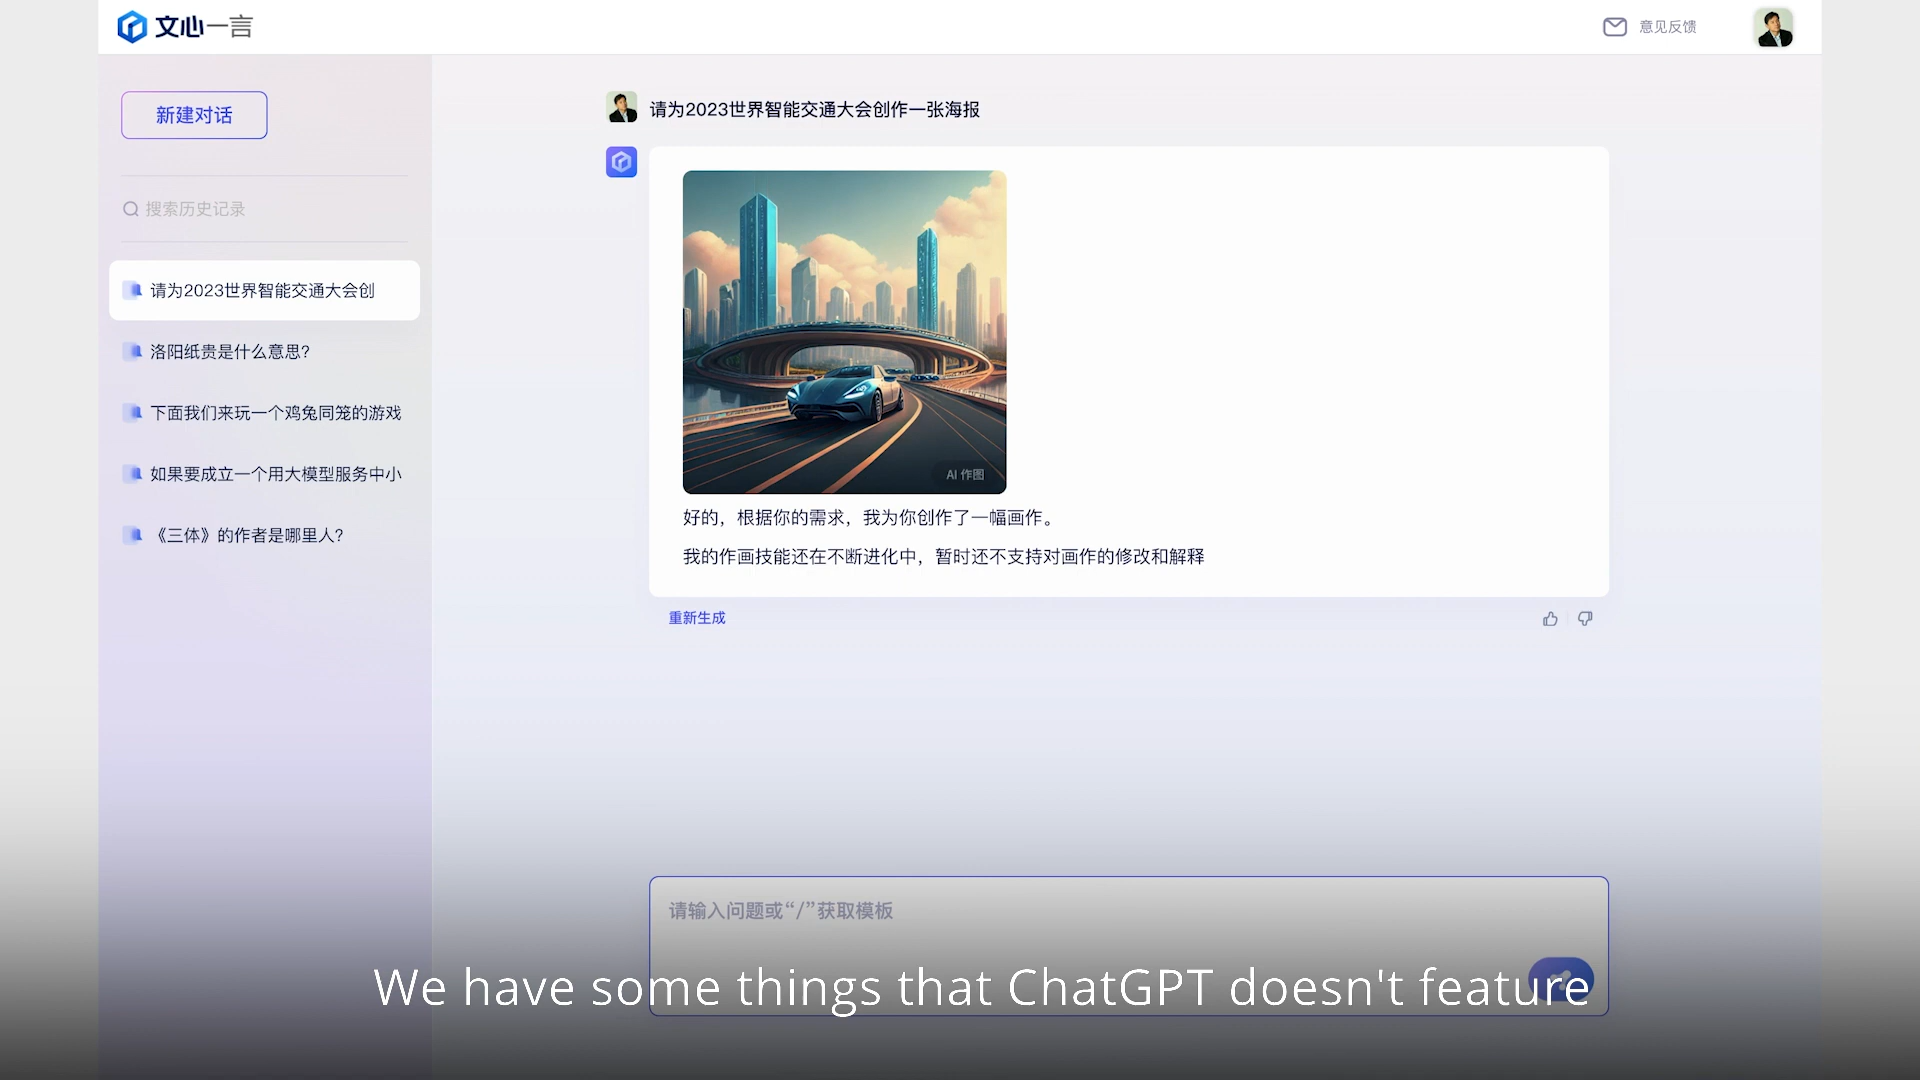 文心一言
意见反馈
新建对话
搜索历史记录
请为2023世界智能交通大会创
洛阳纸贵是什么意思?
下面我们来玩一个鸡兔同笼的游戏
如果要成立一个用大模型服务中小
《三体》的作者是哪里人?
请为2023世界智能交通大会创作一张海报
AI 作图
好的，根据你的需求，我为你创作了一幅画作。
我的作画技能还在不断进化中，暂时还不支持对画作的修改和解释
重新生成
请输入问题或“/”获取模板
We have some things that ChatGPT doesn't feature